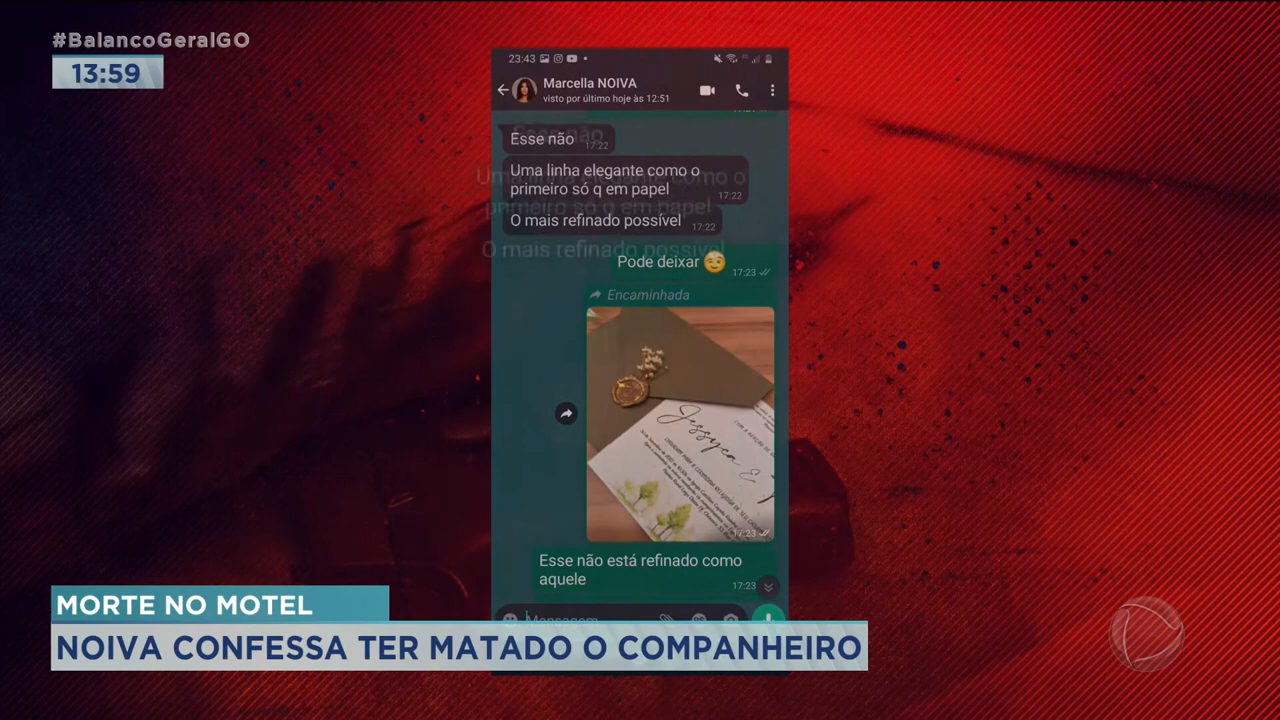 #BalancoGeralGO
13:59
23:43
Marcella NOIVA
visto por último hoje às 12:51
Esse não
17:22
Uma linha elegante como o
primeiro só q em papel
17:22
O mais refinado possível
17:22
Pode deixar 😉
17:23
Encaminhada
Jessyca &
17:23
Esse não está refinado como
aquele
17:23
Mensagem
MORTE NO MOTEL
NOIVA CONFESSA TER MATADO O COMPANHEIRO